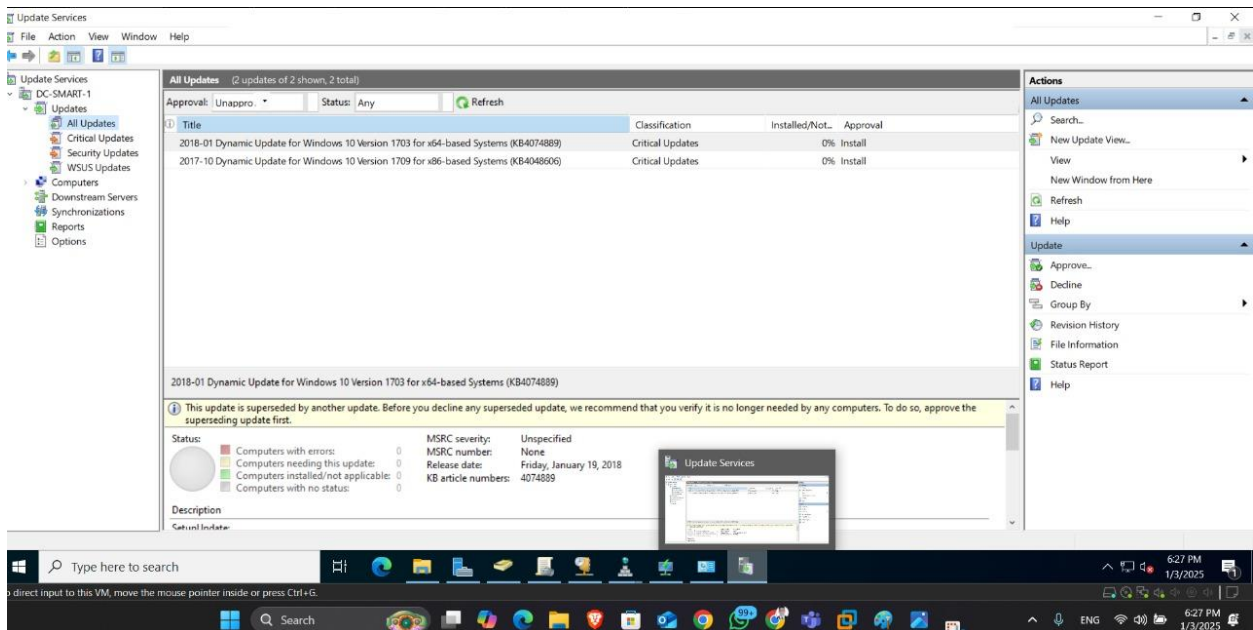 Update Services
File Action View Window Help
Update Services
DC-SMART-1
Updates
All Updates
Critical Updates
Security Updates
WSUS Updates
Computers
Downstream Servers
Synchronizations
Reports
Options
All Updates (2 updates of 2 shown, 2 total)
Approval: Unappro. Status: Any Refresh
Title Classification Installed/Not... Approval
2018-01 Dynamic Update for Windows 10 Version 1703 for x64-based Systems (KB4074889) Critical Updates 0% Install
2017-10 Dynamic Update for Windows 10 Version 1709 for x86-based Systems (KB4048606) Critical Updates 0% Install
2018-01 Dynamic Update for Windows 10 Version 1703 for x64-based Systems (KB4074889)
This update is superseded by another update. Before you decline any superseded update, we recommend that you verify it is no longer needed by any computers. To do so, approve the
superseding update first.
Status: MSRC severity: Unspecified
Computers with errors: 0 MSRC number: None
Computers needing this update: 0 Release date: Friday, January 19, 2018
Computers installed/not applicable: 0 KB article numbers: 4074889
Computers with no status: 0
Description
SetupUpdate:
Actions
All Updates
Search...
New Update View...
View
New Window from Here
Refresh
Help
Update
Approve...
Decline
Group By
Revision History
File Information
Status Report
Help
Update Services
Type here to search
6:27 PM
1/3/2025
direct input to this VM, move the mouse pointer inside or press Ctrl+G.
Search
99+
ENG
6:27 PM
1/3/2025